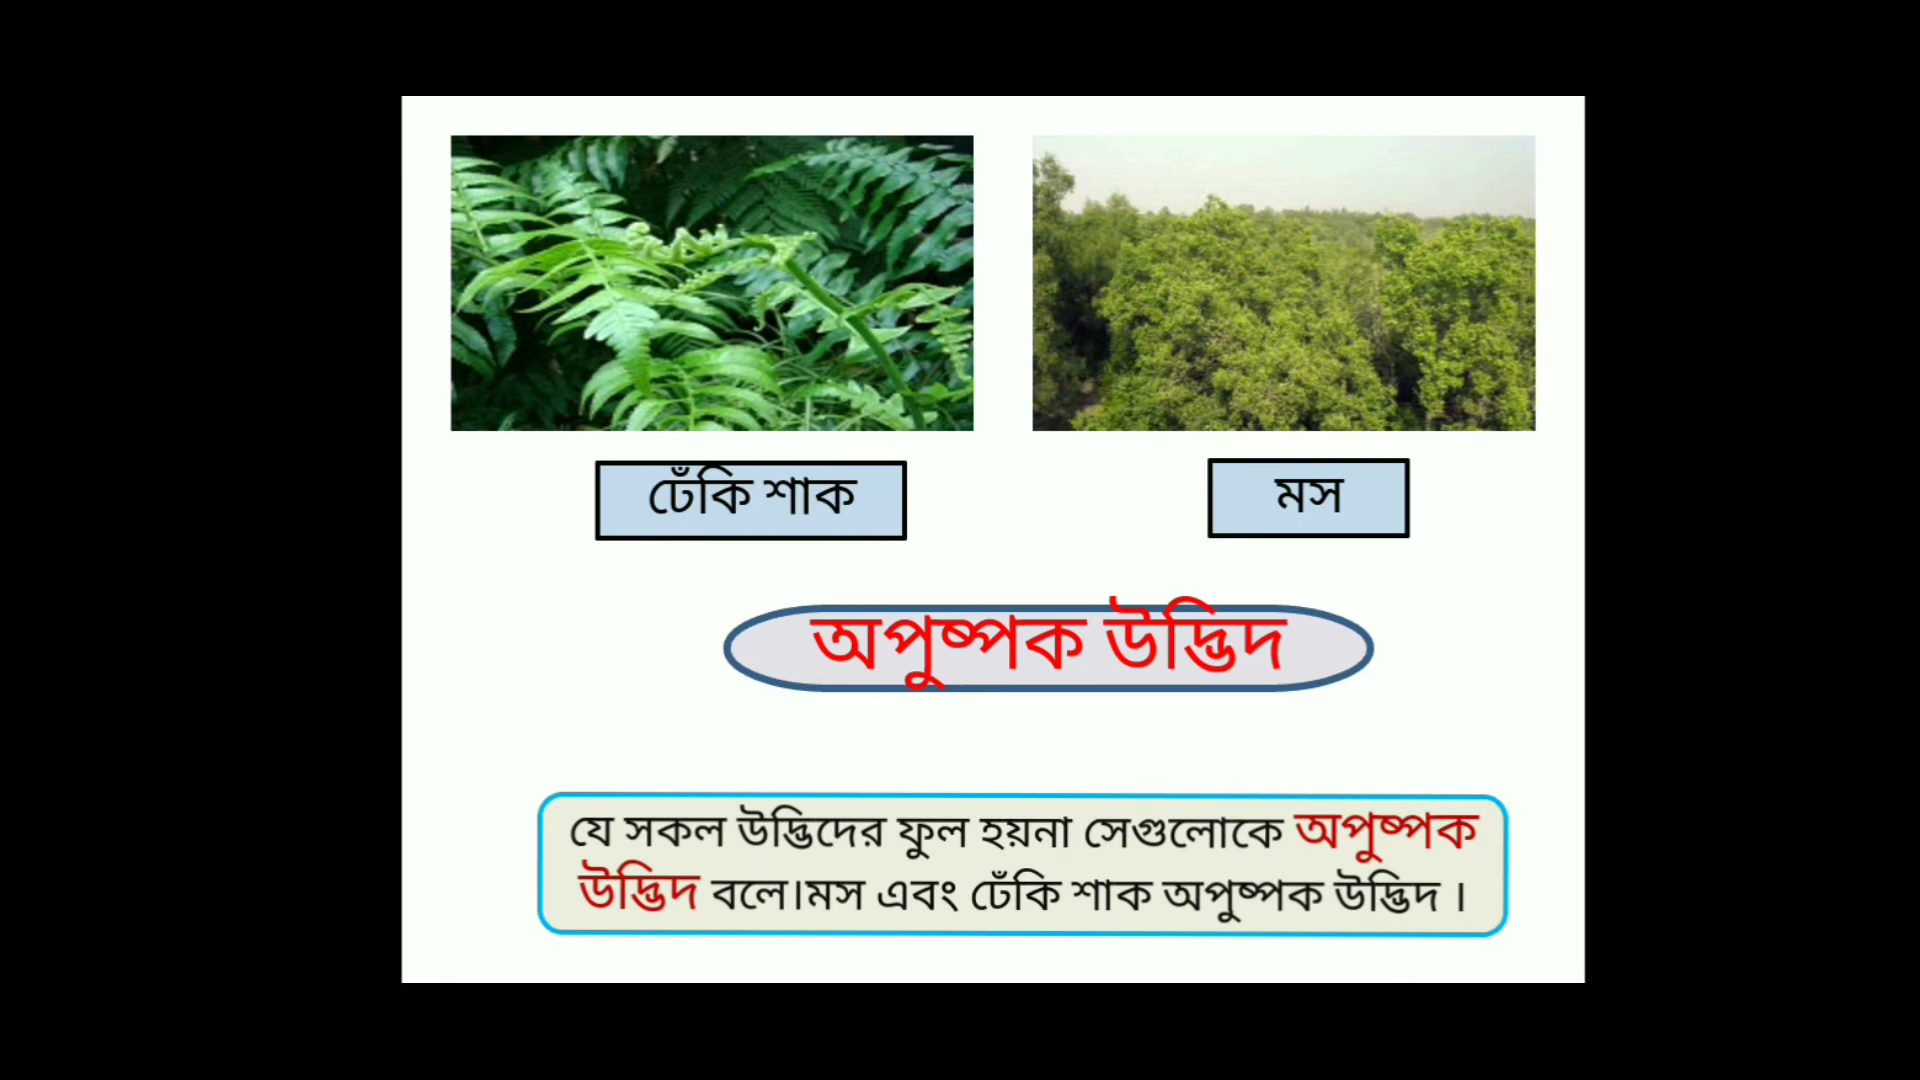 ঢেঁকি শাক
মস
অপুষ্পক উদ্ভিদ
যে সকল উদ্ভিদের ফুল হয়না সেগুলোকে অপুষ্পক
উদ্ভিদ বলে।মস এবং ঢেঁকি শাক অপুষ্পক উদ্ভিদ ।